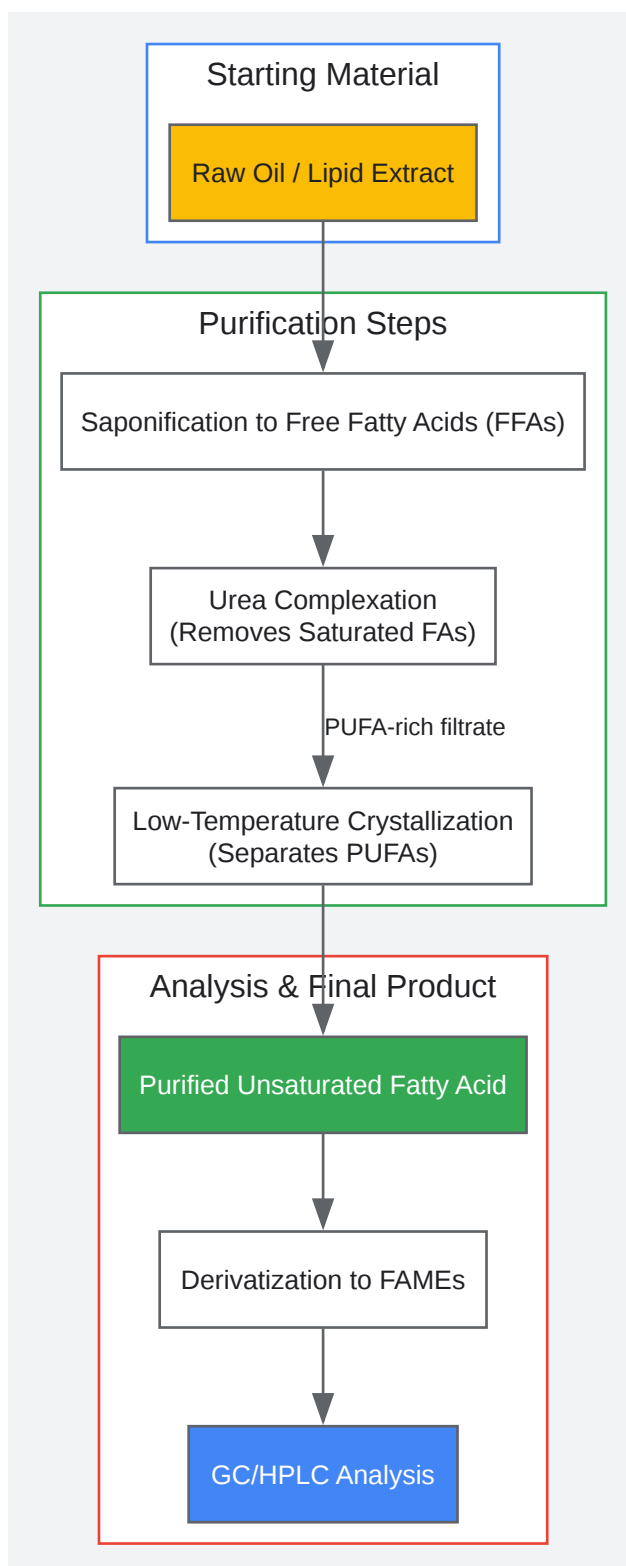 Starting Material
Raw Oil / Lipid Extract
Purification Steps
Saponification to Free Fatty Acids (FFAs)
Urea Complexation
(Removes Saturated FAs)
PUFA-rich filtrate
Low-Temperature Crystallization
(Separates PUFAs)
Analysis & Final Product
Purified Unsaturated Fatty Acid
Derivatization to FAMEs
GC/HPLC Analysis